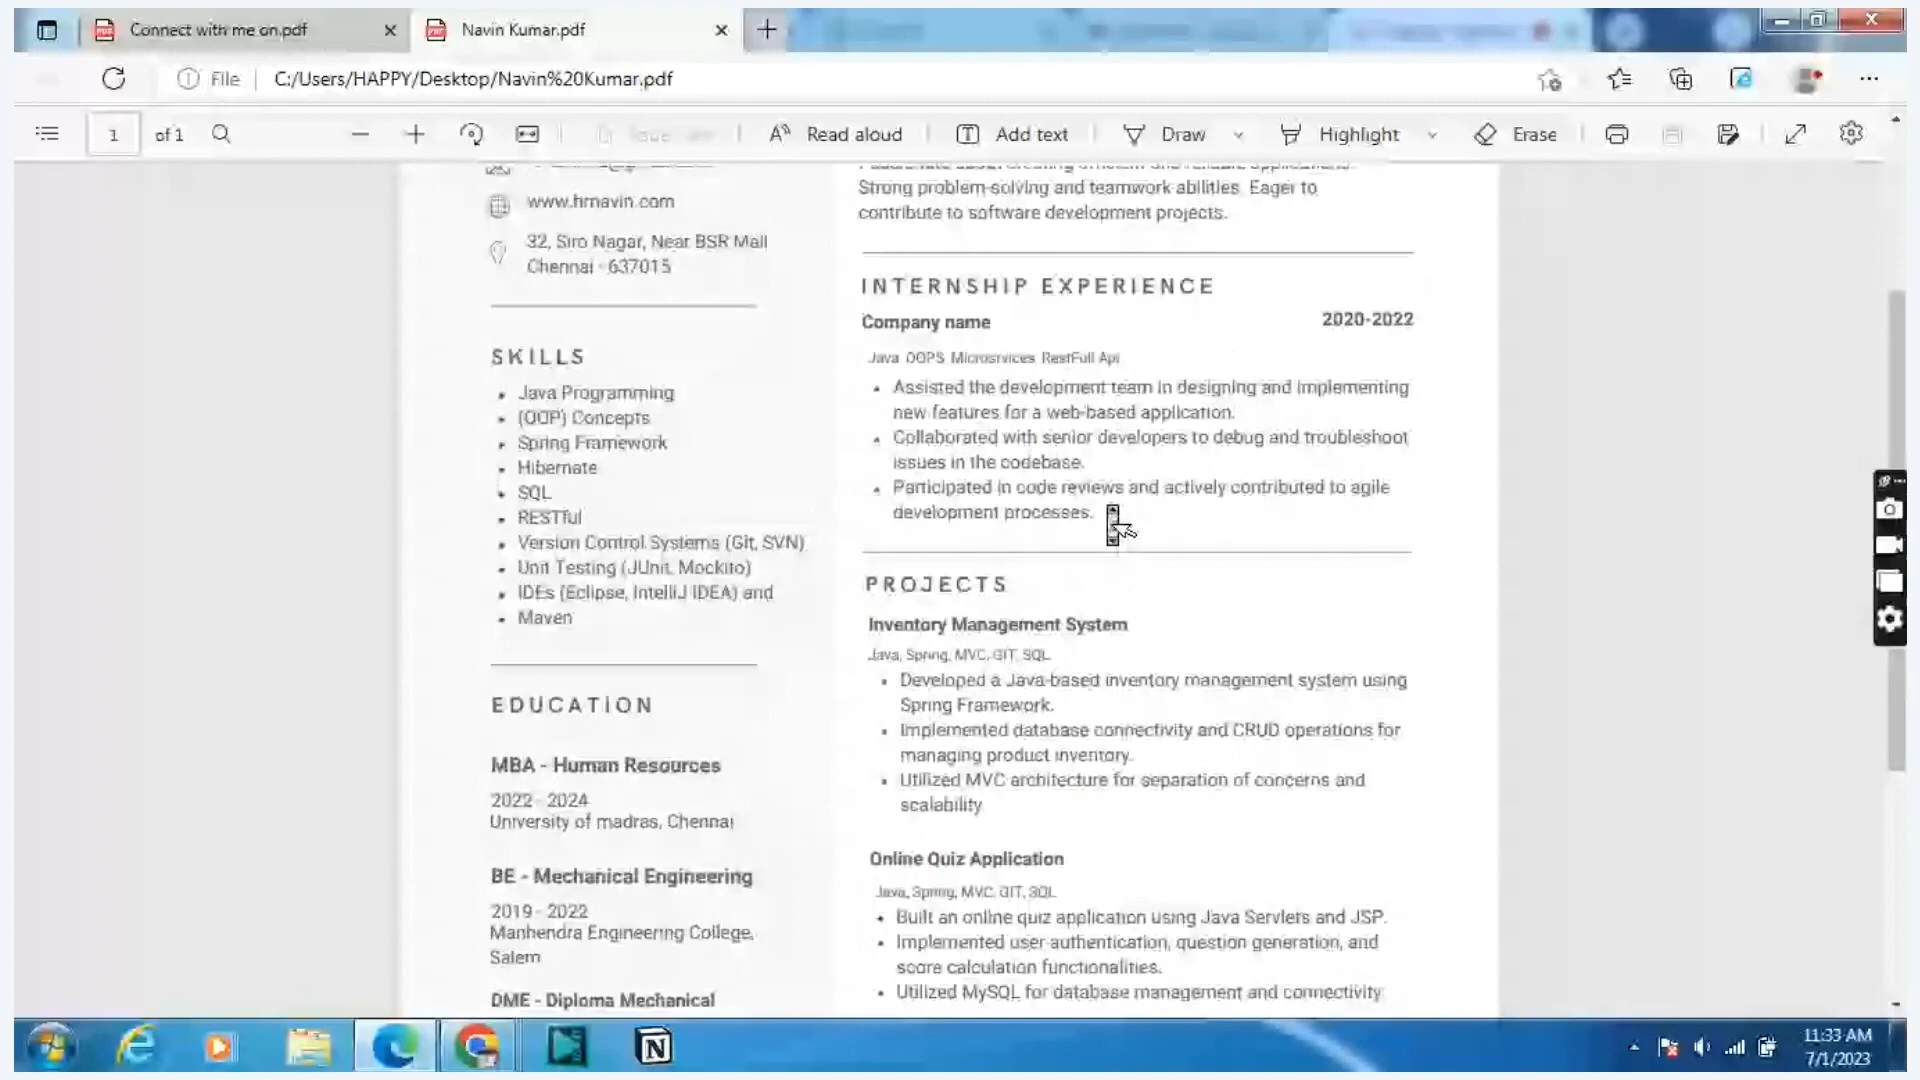 Connect with me on.pdf
Navin Kumar.pdf
File
C:/Users/HAPPY/Desktop/Navin%20Kumar.pdf
1
of 1
Read aloud
Add text
Draw
Highlight
Erase
www.hrnavin.com
32, Siro Nagar, Near BSR Mall
Chennai - 637015
SKILLS
Java Programming
(OOP) Concepts
Spring Framework
Hibernate
SQL
RESTful
Version Control Systems (Git, SVN)
Unit Testing (JUnit, Mockito)
IDEs (Eclipse, IntelliJ IDEA) and
Maven
EDUCATION
MBA - Human Resources
2022 - 2024
University of madras, Chennai
BE - Mechanical Engineering
2019 - 2022
Manhendra Engineering College,
Salem
DME - Diploma Mechanical
Strong problem-solving and teamwork abilities. Eager to
contribute to software development projects.
INTERNSHIP EXPERIENCE
Company name
2020-2022
Java OOPS Microsrvices RestFull Api
Assisted the development team in designing and implementing
new features for a web-based application.
Collaborated with senior developers to debug and troubleshoot
issues in the codebase.
Participated in code reviews and actively contributed to agile
development processes.
PROJECTS
Inventory Management System
Java, Spring, MVC, GIT, SQL
Developed a Java-based inventory management system using
Spring Framework.
Implemented database connectivity and CRUD operations for
managing product inventory.
Utilized MVC architecture for separation of concerns and
scalability
Online Quiz Application
Java, Spring, MVC, GIT, SQL
Built an online quiz application using Java Servlets and JSP.
Implemented user authentication, question generation, and
score calculation functionalities.
Utilized MySQL for database management and connectivity
11:33 AM
7/1/2023